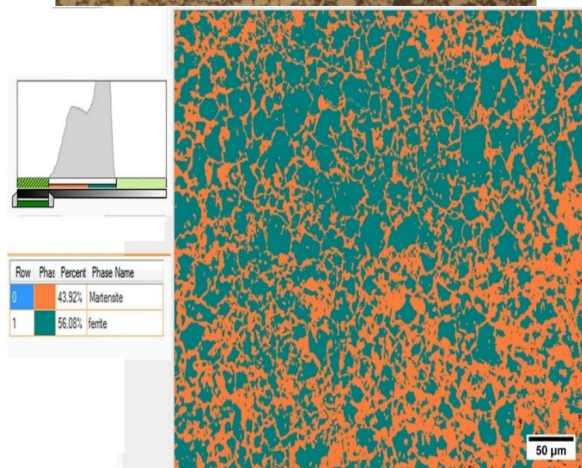 Row Phas Percent Phase Name
0 43.92% Martensite
1 56.08% ferrite
50 µm